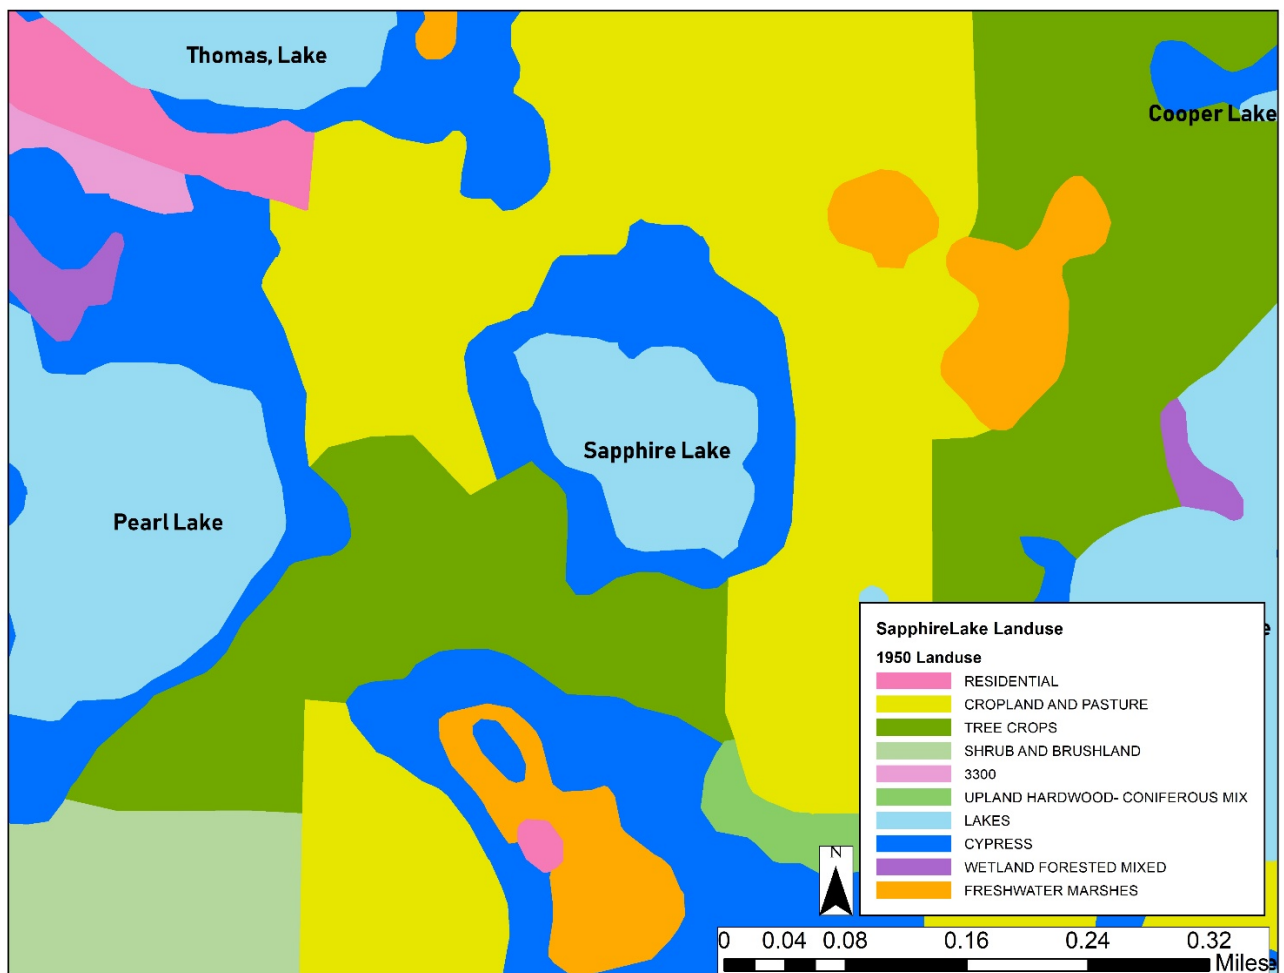 Thomas, Lake
Cooper Lake
Sapphire Lake
Pearl Lake
e
SapphireLake Landuse
1950 Landuse
RESIDENTIAL
CROPLAND AND PASTURE
TREE CROPS
SHRUB AND BRUSHLAND
3300
UPLAND HARDWOOD- CONIFEROUS MIX
LAKES
CYPRESS
WETLAND FORESTED MIXED
FRESHWATER MARSHES
N
0 0.04 0.08 0.16 0.24 0.32
Miles